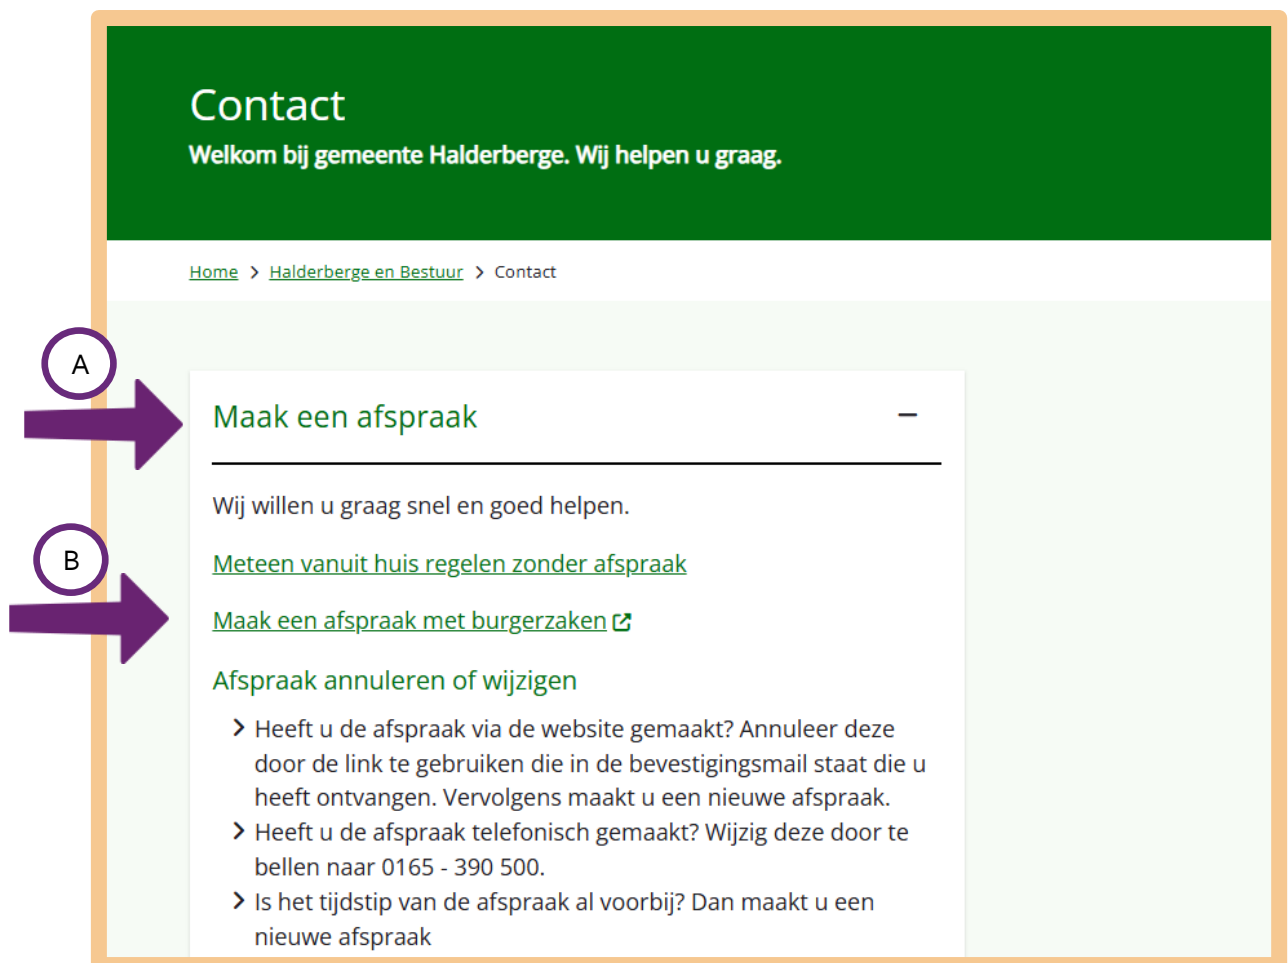 Contact
Welkom bij gemeente Halderberge. Wij helpen u graag.
Home > Halderberge en Bestuur > Contact
A
Maak een afspraak
Wij willen u graag snel en goed helpen.
B
Meteen vanuit huis regelen zonder afspraak
Maak een afspraak met burgerzaken
Afspraak annuleren of wijzigen
> Heeft u de afspraak via de website gemaakt? Annuleer deze
door de link te gebruiken die in de bevestigingsmail staat die u
heeft ontvangen. Vervolgens maakt u een nieuwe afspraak.
> Heeft u de afspraak telefonisch gemaakt? Wijzig deze door te
bellen naar 0165 - 390 500.
> Is het tijdstip van de afspraak al voorbij? Dan maakt u een
nieuwe afspraak